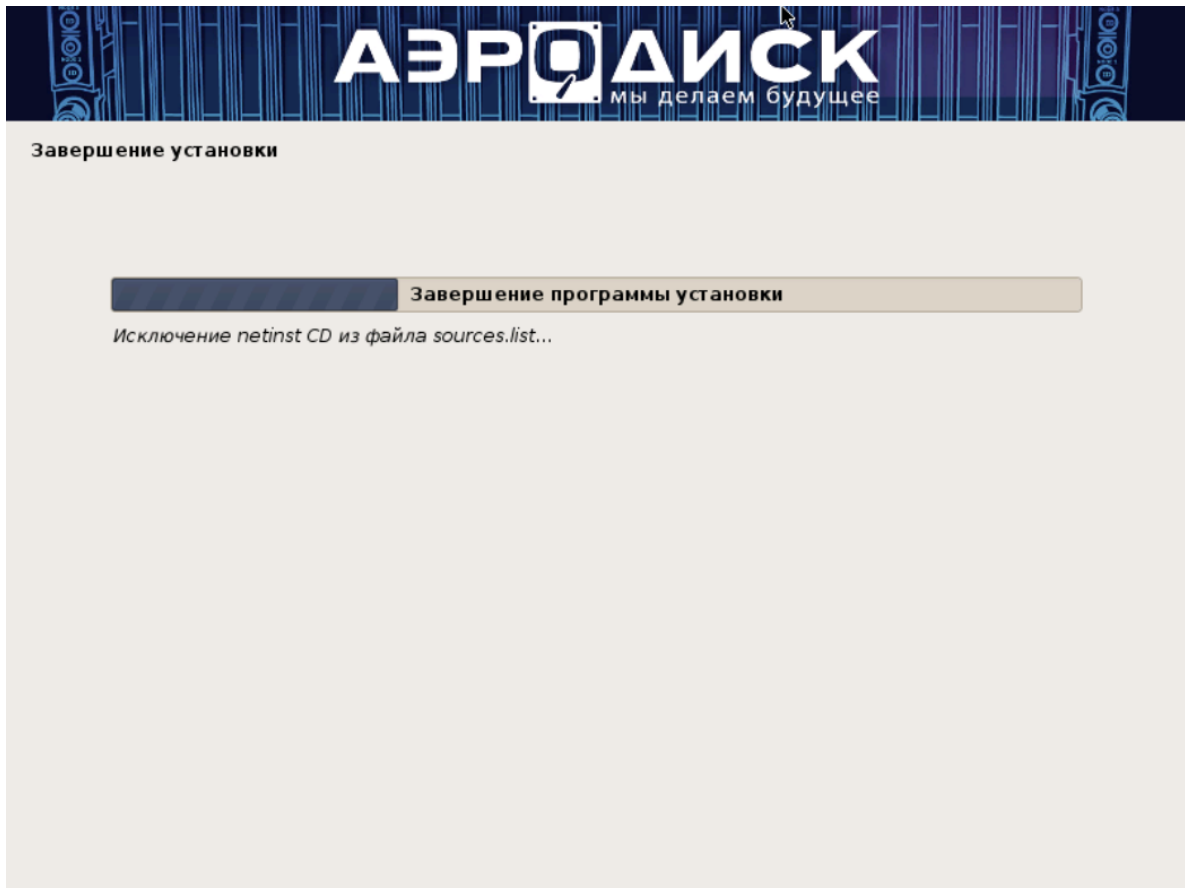 АЭРОДИСК
мы делаем будущее
Завершение установки
Завершение программы установки
Исключение netinst CD из файла sources.list...